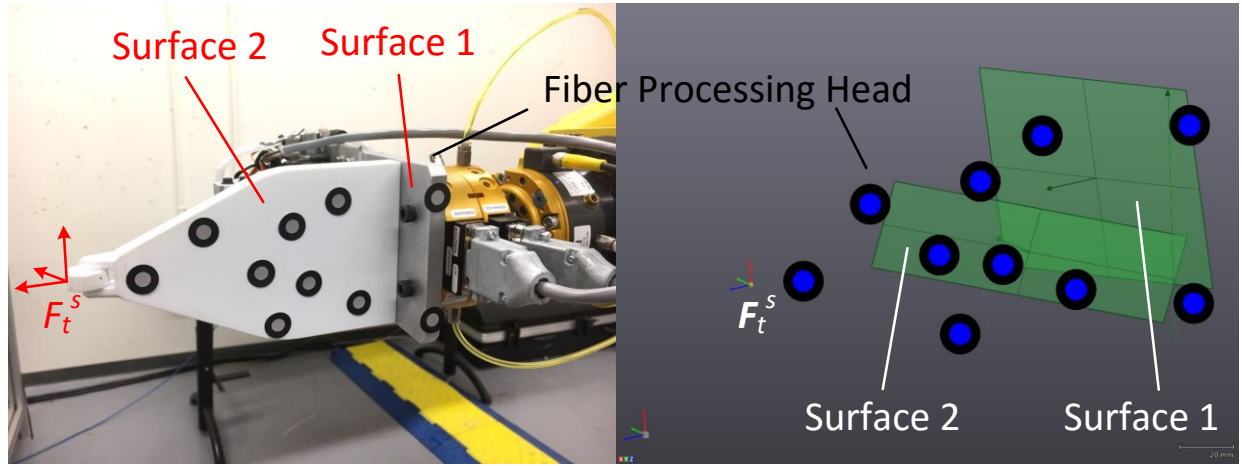 Surface 2
Surface 1
Fiber Processing Head
F_t^s
F_t^s
Surface 2
Surface 1
X Y Z
20 mm